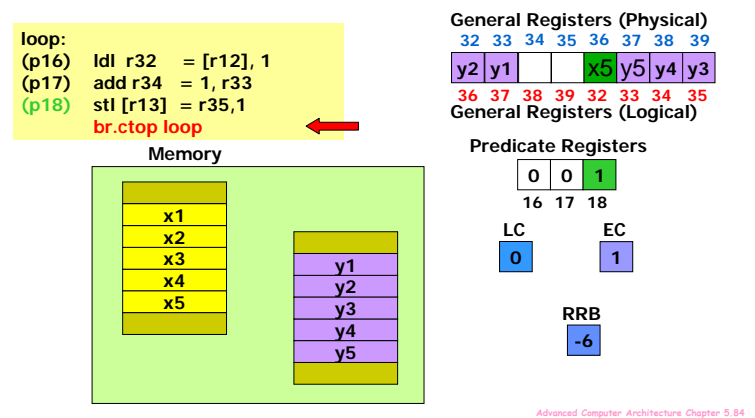 loop:
(p16) ldl r32 = [r12], 1
(p17) add r34 = 1, r33
(p18) stl [r13] = r35,1
br.ctop loop
General Registers (Physical)
32 33 34 35 36 37 38 39
y2 y1 x5 y5 y4 y3
36 37 38 39 32 33 34 35
General Registers (Logical)
Memory
x1
x2
x3
x4
x5
y1
y2
y3
y4
y5
Predicate Registers
0 0 1
16 17 18
LC EC
0 1
RRB
-6
Advanced Computer Architecture Chapter 5.84